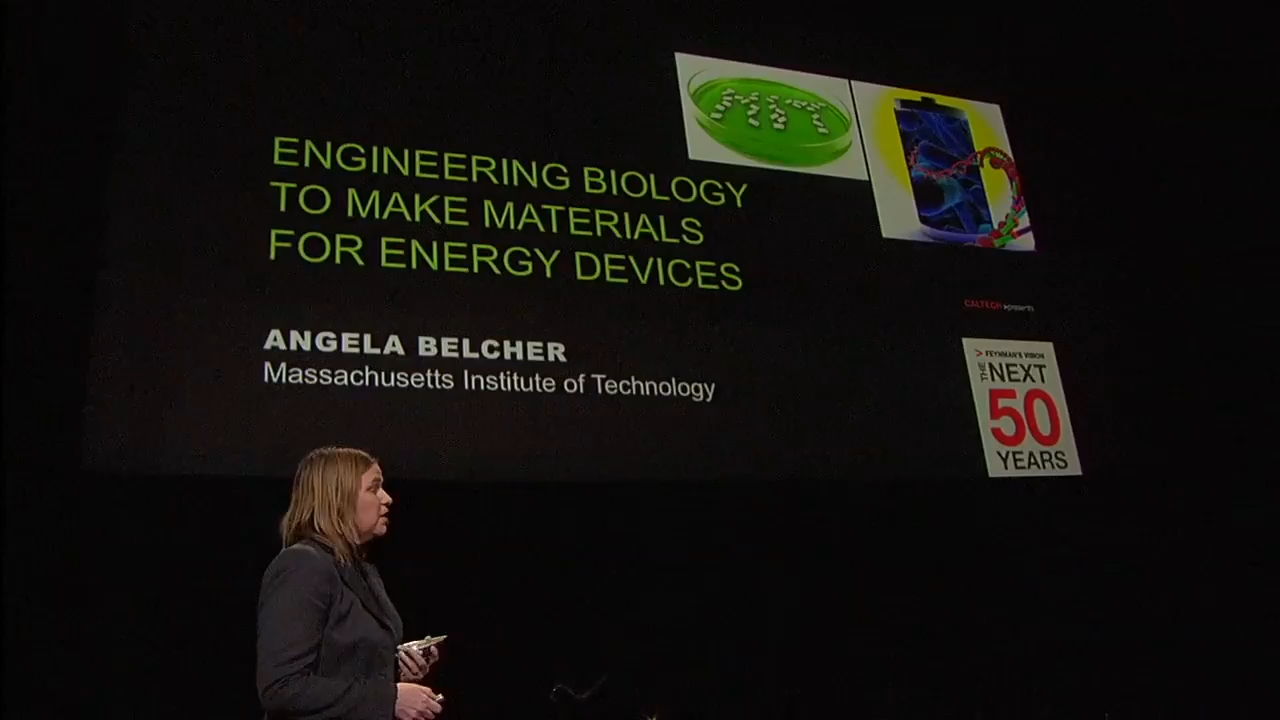 MIT
ENGINEERING BIOLOGY
TO MAKE MATERIALS
FOR ENERGY DEVICES
ANGELA BELCHER
Massachusetts Institute of Technology
CALTECH >presents
> FEYNMAN'S VISION
THE NEXT
50
YEARS